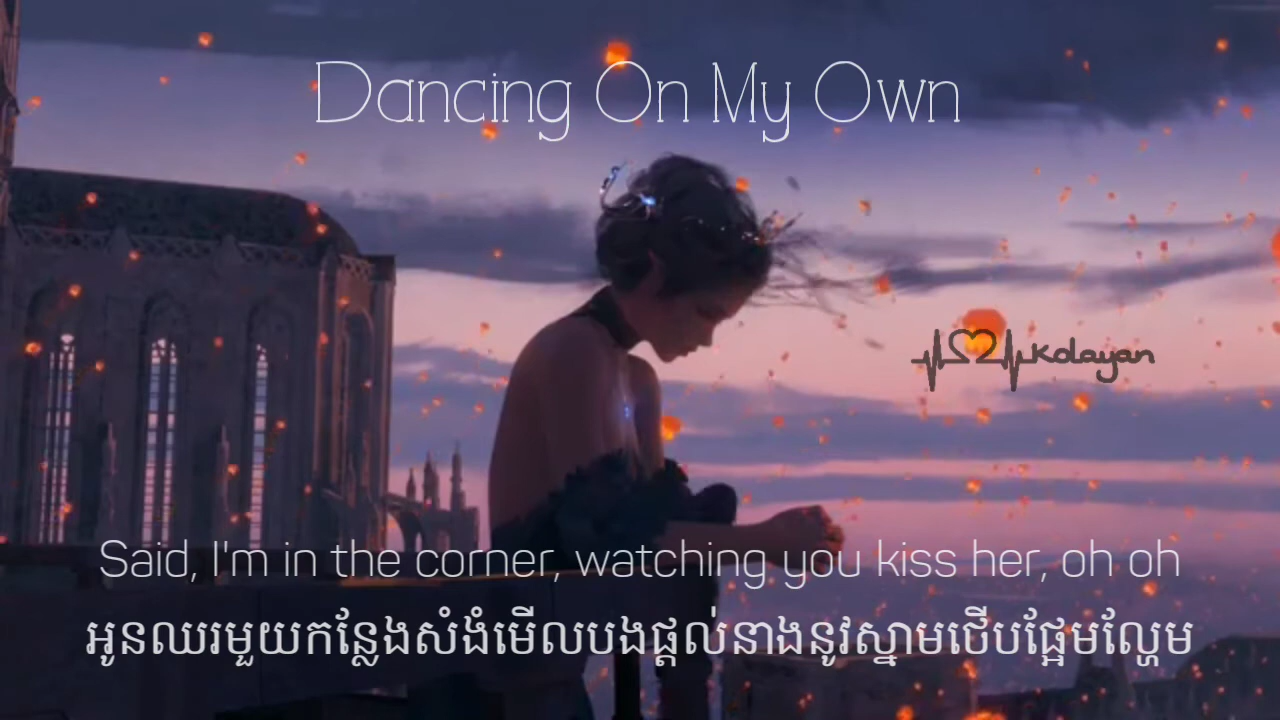 Dancing On My Own
kolayan
Said, I'm in the corner, watching you kiss her, oh oh
អូនឈរមួយកន្លែងសំងំមើលបងផ្ដល់នាងនូវស្នាមថើបផ្អែមល្ហែម